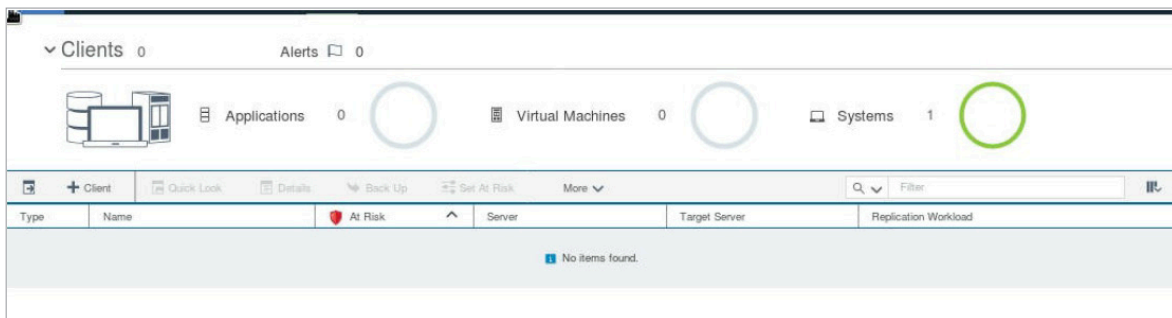 Clients 0 Alerts 0
Applications 0 Virtual Machines 0 Systems 1
+ Client Quick Look Details Back Up Set At Risk More Filter
Type Name At Risk Server Target Server Replication Workload
No items found.